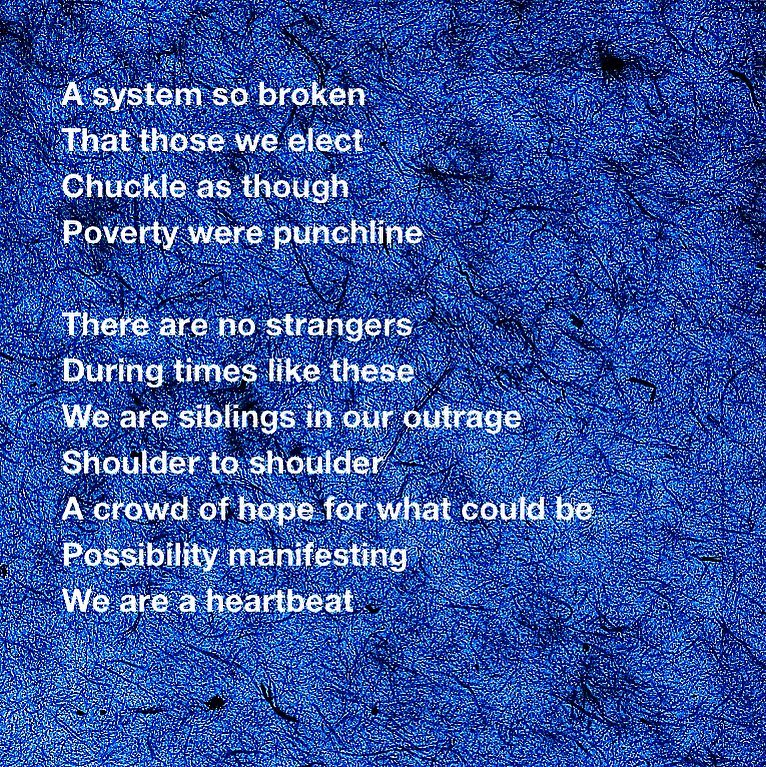 A system so broken
That those we elect
Chuckle as though
Poverty were punchline
There are no strangers
During times like these
We are siblings in our outrage
Shoulder to shoulder
A crowd of hope for what could be
Possibility manifesting
We are a heartbeat